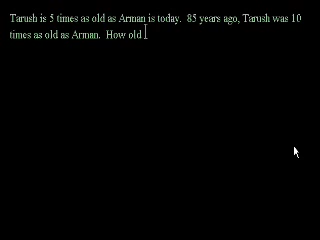 Tarush is 5 times as old as Arman is today.  85 years ago, Tarush was 10
times as old as Arman.  How old